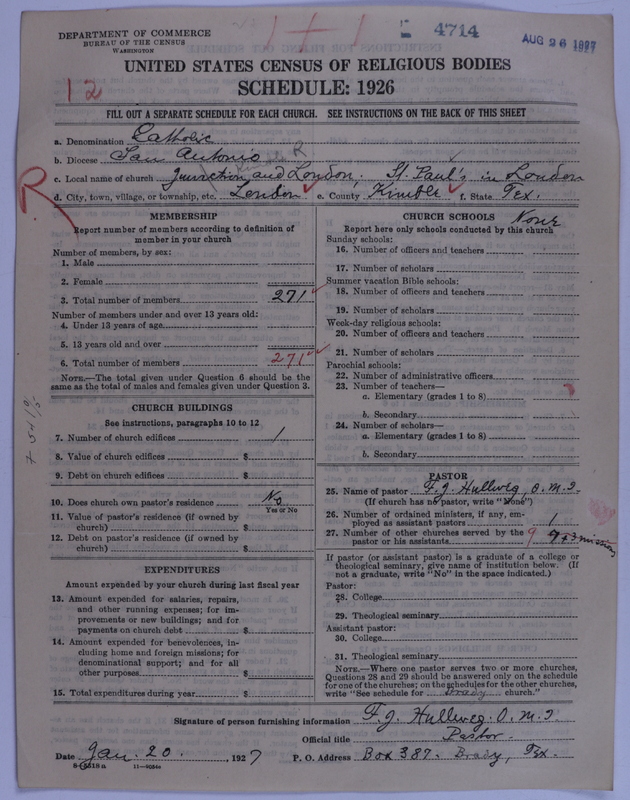 DEPARTMENT OF COMMERCE
BUREAU OF THE CENSUS
WASHINGTON
1+1
4714
AUG 26 1927
UNITED STATES CENSUS OF RELIGIOUS BODIES
12
SCHEDULE: 1926
FILL OUT A SEPARATE SCHEDULE FOR EACH CHURCH. SEE INSTRUCTIONS ON THE BACK OF THIS SHEET
a. Denomination Catholic
b. Diocese San Antonio R
c. Local name of church Junction and London, St. Paul's in London
R
d. City, town, village, or township, etc. London e. County Kimble f. State Tex.
MEMBERSHIP
Report number of members according to definition of member in your church
Number of members, by sex:
1. Male
2. Female
3. Total number of members 271
Number of members under and over 13 years old:
4. Under 13 years of age
5. 13 years old and over
6. Total number of members 271
NOTE.—The total given under Question 6 should be the
same as the total of males and females given under Question 3.
CHURCH BUILDINGS
See instructions, paragraphs 10 to 12
7. Number of church edifices 1
8. Value of church edifices $
9. Debt on church edifices $
10. Does church own pastor's residence No
Yes or No
11. Value of pastor's residence (if owned by
church) $
12. Debt on pastor's residence (if owned by
church) $
EXPENDITURES
Amount expended by your church during last fiscal year
13. Amount expended for salaries, repairs,
and other running expenses; for im-
provements or new buildings; and for
payments on church debt $
14. Amount expended for benevolences, in-
cluding home and foreign missions; for
denominational support; and for all
other purposes $
15. Total expenditures during year $
CHURCH SCHOOLS None
Report here only schools conducted by this church
Sunday schools:
16. Number of officers and teachers
17. Number of scholars
Summer vacation Bible schools:
18. Number of officers and teachers
19. Number of scholars
Week-day religious schools:
20. Number of officers and teachers
21. Number of scholars
Parochial schools:
22. Number of administrative officers
23. Number of teachers—
a. Elementary (grades 1 to 8)
b. Secondary
24. Number of scholars—
a. Elementary (grades 1 to 8)
b. Secondary
PASTOR
25. Name of pastor F. J. Hullweg, O. M. I.
(If church has no pastor, write "None")
26. Number of ordained ministers, if any, em-
ployed as assistant pastors 1
27. Number of other churches served by the
pastor or his assistants 9 9+3 missions
If pastor (or assistant pastor) is a graduate of a college or
theological seminary, give name of institution below. (If
not a graduate, write "No" in the space indicated.)
Pastor:
28. College
29. Theological seminary
Assistant pastor:
30. College
31. Theological seminary
NOTE.—Where one pastor serves two or more churches,
Questions 28 and 29 should be answered only on the schedule
for one of the churches; on the schedules for the other churches,
write "See schedule for Brady church."
Signature of person furnishing information F. J. Hullweg. O. M. I.
Official title Pastor.
Date Jan. 20, 1927 P. O. Address Box 387. Brady, Tex.
11—9034a